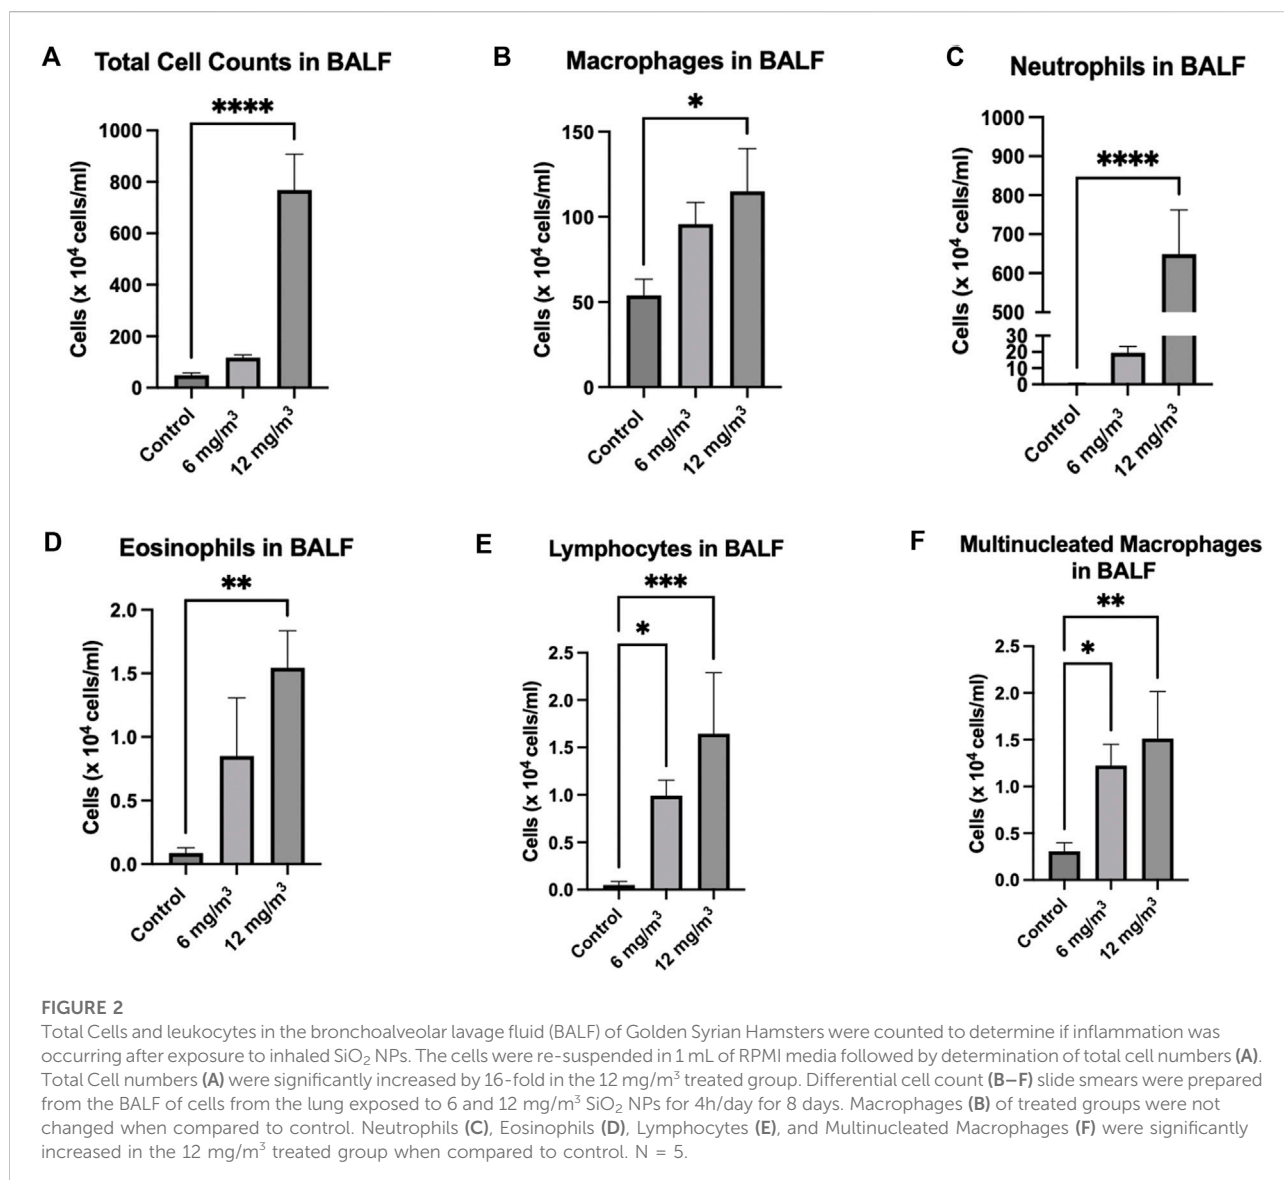 A
Total Cell Counts in BALF
****
Cells (x 10⁴ cells/ml)
1000
800
600
400
200
0
Control
6 mg/m³
12 mg/m³
B
Macrophages in BALF
*
Cells (x 10⁴ cells/ml)
150
100
50
0
Control
6 mg/m³
12 mg/m³
C
Neutrophils in BALF
****
Cells (x 10⁴ cells/ml)
1000
900
800
700
600
500
30
20
10
0
Control
6 mg/m³
12 mg/m³
D
Eosinophils in BALF
**
Cells (x 10⁴ cells/ml)
2.0
1.5
1.0
0.5
0.0
Control
6 mg/m³
12 mg/m³
E
Lymphocytes in BALF
***
*
Cells (x 10⁴ cells/ml)
2.5
2.0
1.5
1.0
0.5
0.0
Control
6 mg/m³
12 mg/m³
F
Multinucleated Macrophages
in BALF
**
*
Cells (x 10⁴ cells/ml)
2.5
2.0
1.5
1.0
0.5
0.0
Control
6 mg/m³
12 mg/m³
FIGURE 2
Total Cells and leukocytes in the bronchoalveolar lavage fluid (BALF) of Golden Syrian Hamsters were counted to determine if inflammation was
occurring after exposure to inhaled SiO₂ NPs. The cells were re-suspended in 1 mL of RPMI media followed by determination of total cell numbers (A).
Total Cell numbers (A) were significantly increased by 16-fold in the 12 mg/m³ treated group. Differential cell count (B–F) slide smears were prepared
from the BALF of cells from the lung exposed to 6 and 12 mg/m³ SiO₂ NPs for 4h/day for 8 days. Macrophages (B) of treated groups were not
changed when compared to control. Neutrophils (C), Eosinophils (D), Lymphocytes (E), and Multinucleated Macrophages (F) were significantly
increased in the 12 mg/m³ treated group when compared to control. N = 5.